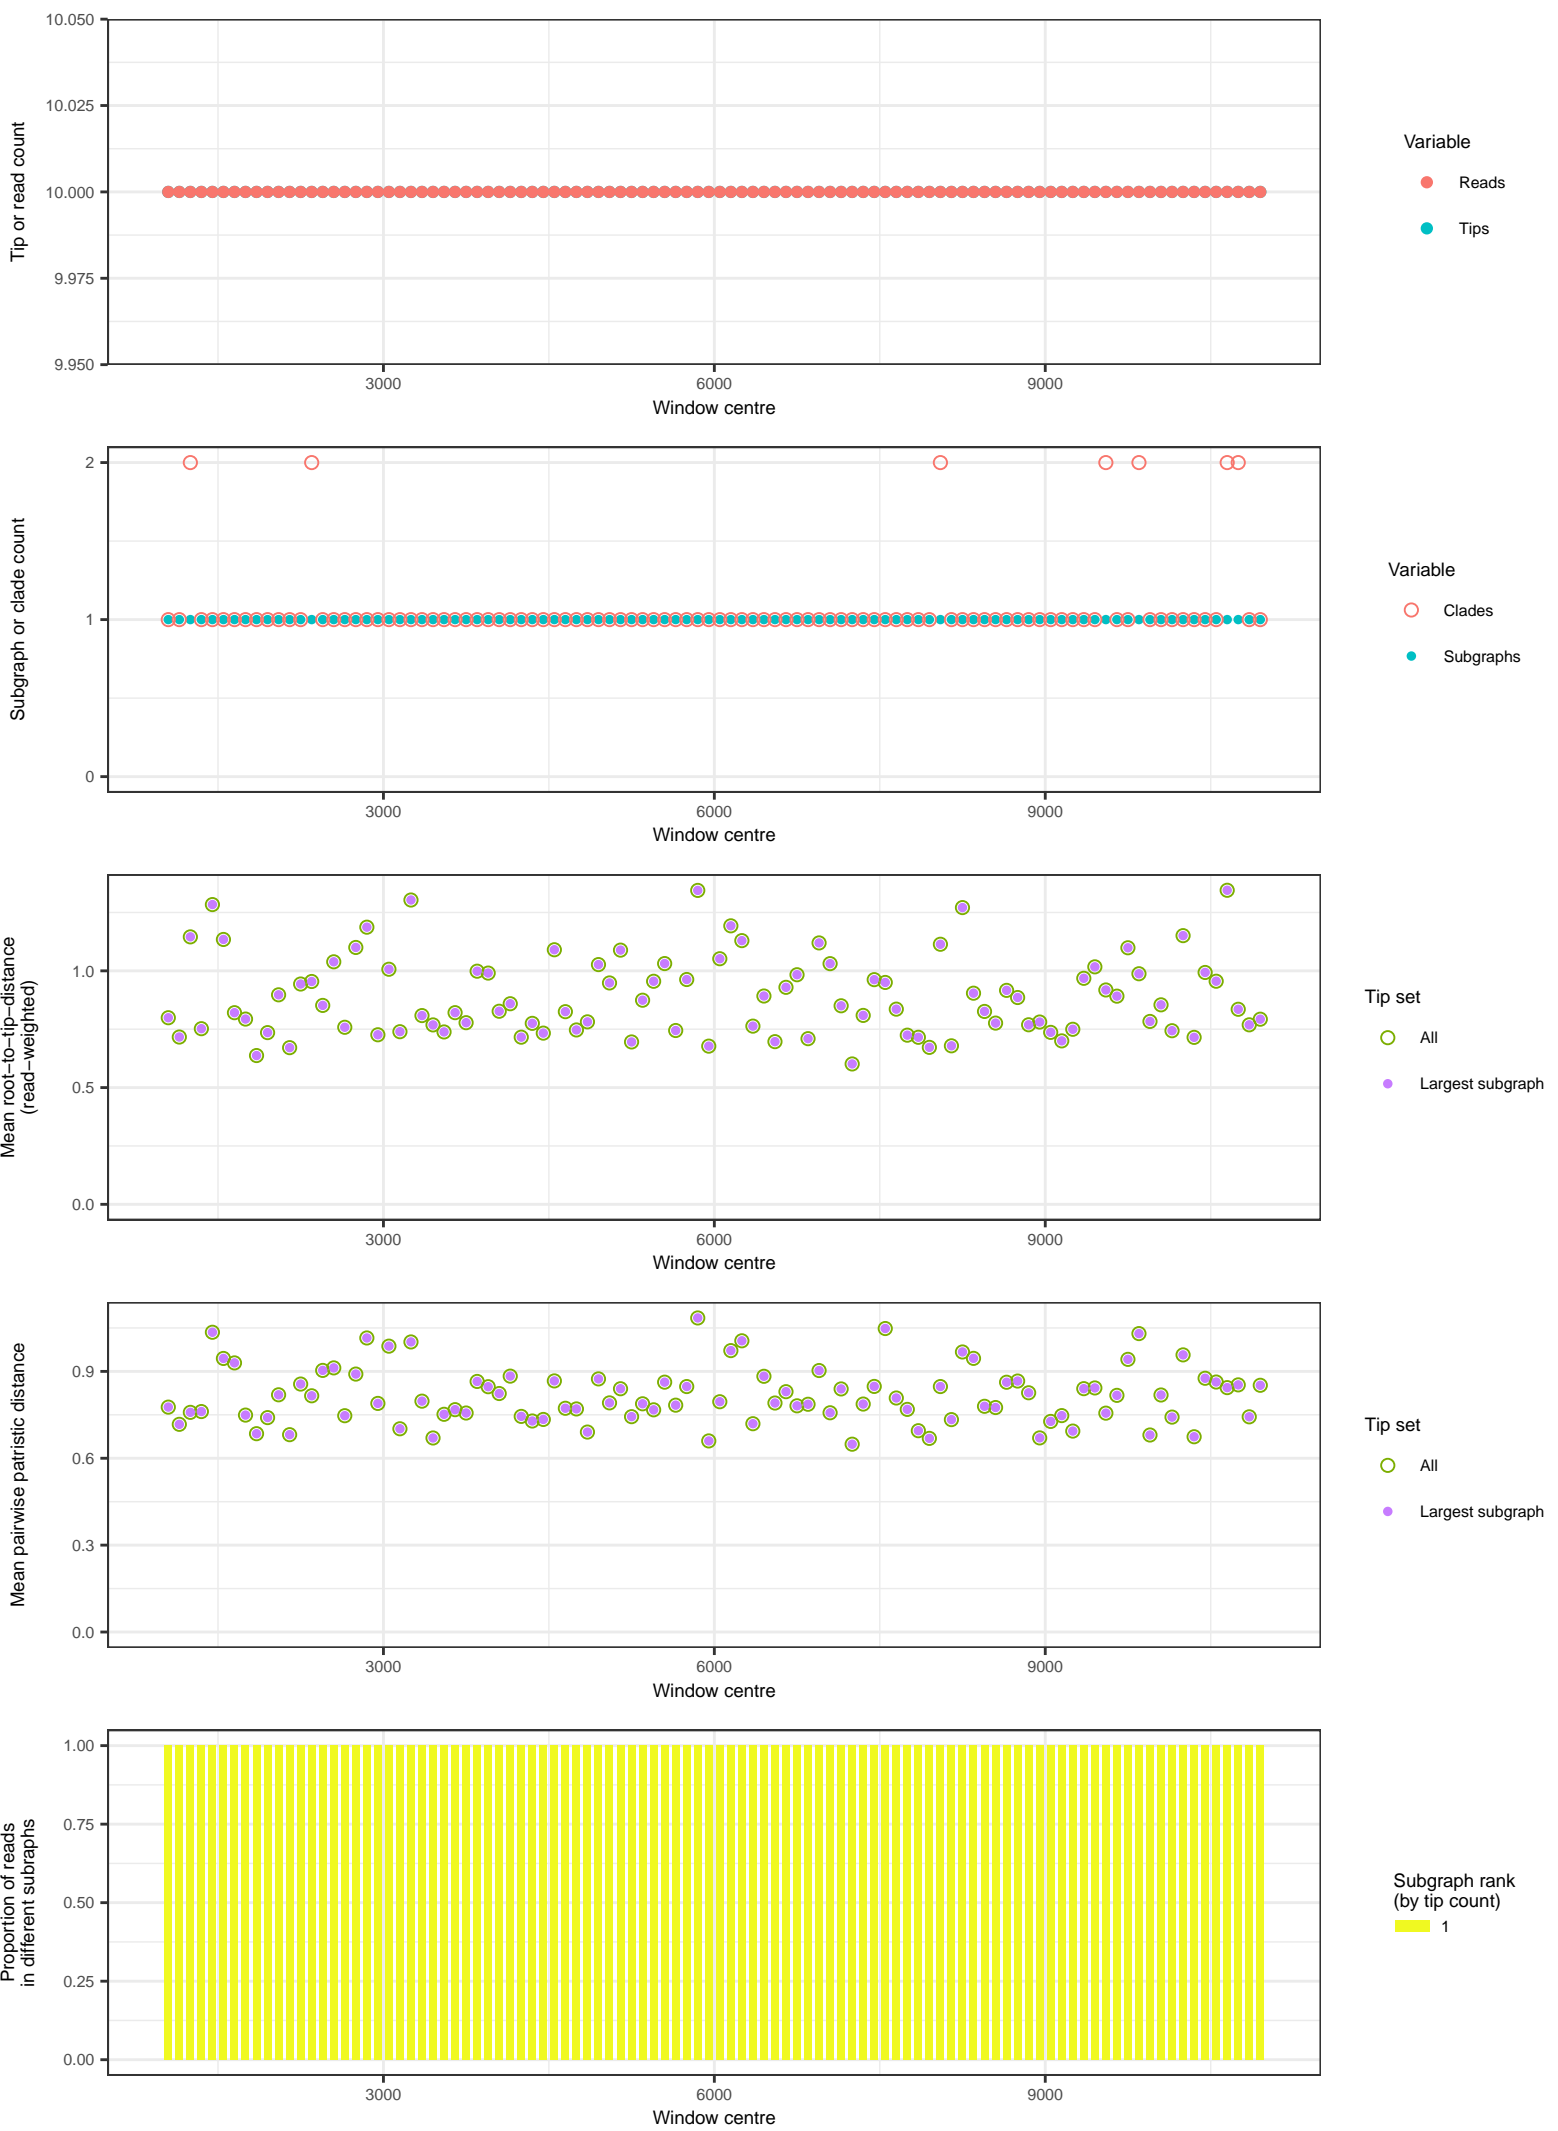 10.050
10.025
10.000
9.975
9.950
Tip or read count
3000 6000 9000
Window centre
Variable
Reads
Tips
2
1
0
Subgraph or clade count
3000 6000 9000
Window centre
Variable
Clades
Subgraphs
1.0
0.5
0.0
Mean root−to−tip−distance
(read−weighted)
3000 6000 9000
Window centre
Tip set
All
Largest subgraph
0.9
0.6
0.3
0.0
Mean pairwise patristic distance
3000 6000 9000
Window centre
Tip set
All
Largest subgraph
1.00
0.75
0.50
0.25
0.00
Proportion of reads
in different subraphs
3000 6000 9000
Window centre
Subgraph rank
(by tip count)
1